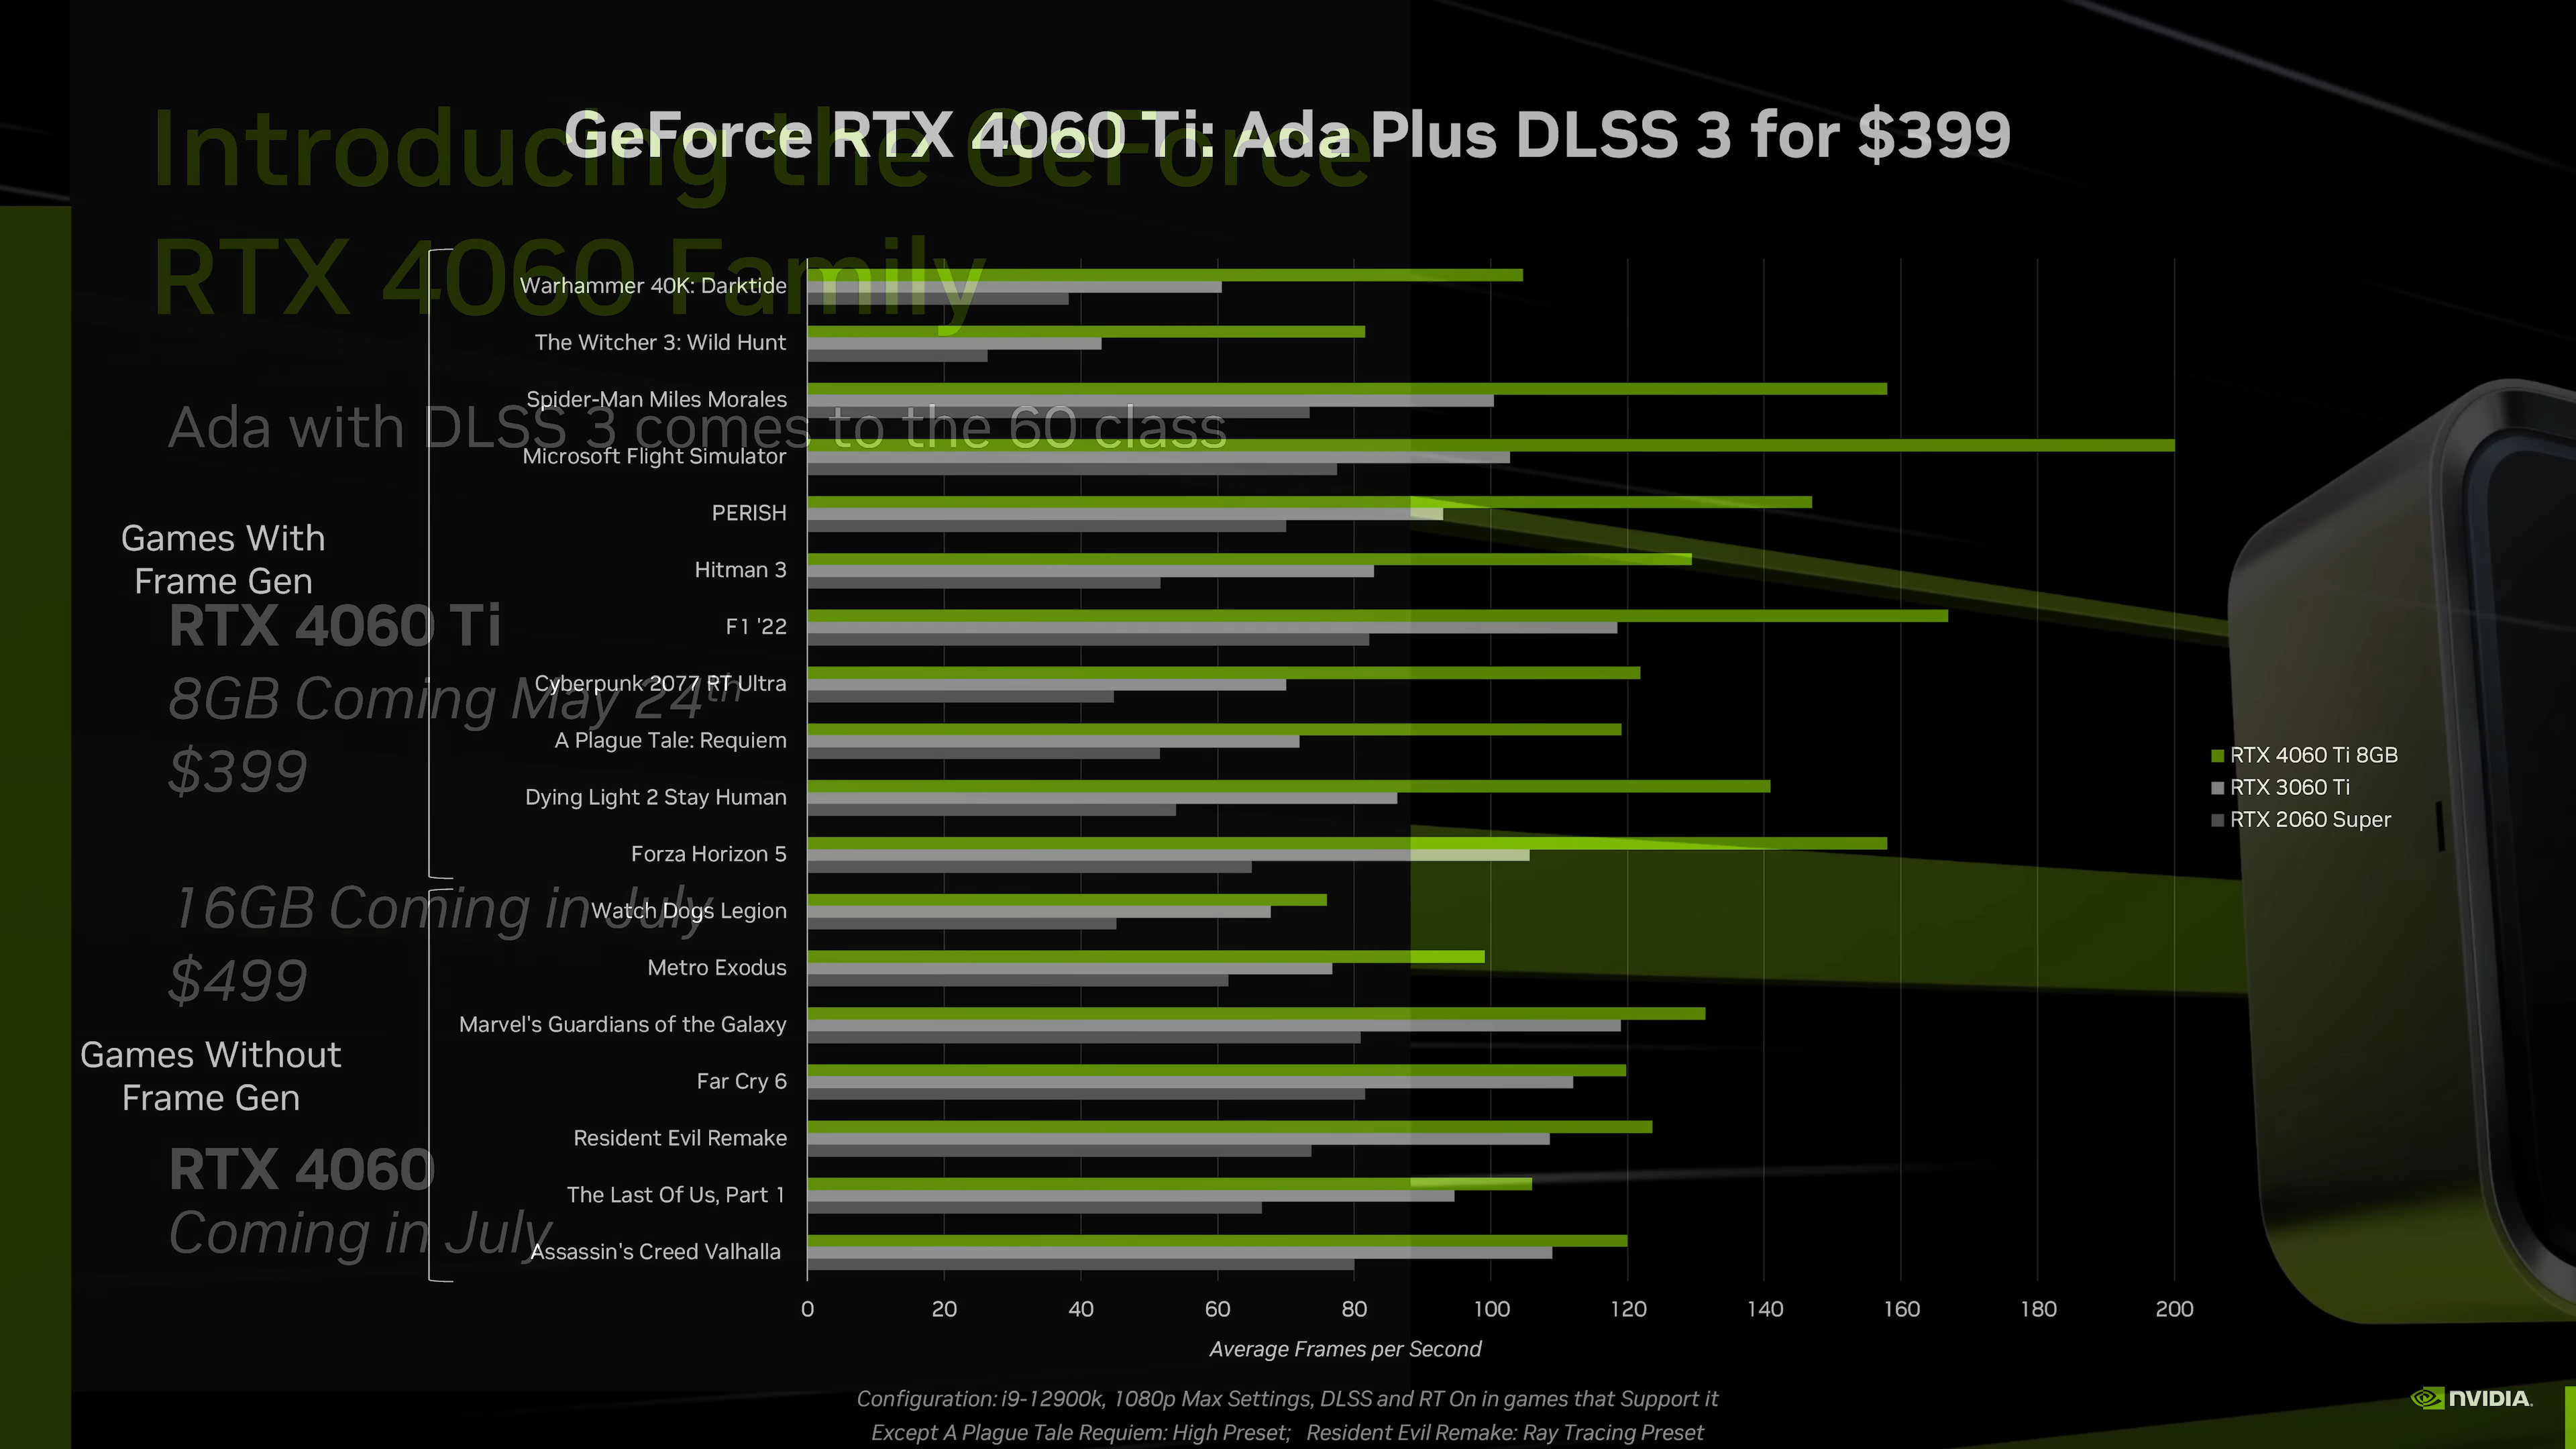 Introducing the GeForce
RTX 4060 Family
Ada with DLSS 3 comes to the 60 class
RTX 4060 Ti
8GB Coming May 24th
$399
16GB Coming in July
$499
RTX 4060
Coming in July
GeForce RTX 4060 Ti: Ada Plus DLSS 3 for $399
Games With
Frame Gen
Warhammer 40K: Darktide
The Witcher 3: Wild Hunt
Spider-Man Miles Morales
Microsoft Flight Simulator
PERISH
Hitman 3
F1 '22
Cyberpunk 2077 RT Ultra
A Plague Tale: Requiem
Dying Light 2 Stay Human
Forza Horizon 5
Games Without
Frame Gen
Watch Dogs Legion
Metro Exodus
Marvel's Guardians of the Galaxy
Far Cry 6
Resident Evil Remake
The Last Of Us, Part 1
Assassin's Creed Valhalla
0 20 40 60 80 100 120 140 160 180 200
Average Frames per Second
RTX 4060 Ti 8GB
RTX 3060 Ti
RTX 2060 Super
Configuration: i9-12900k, 1080p Max Settings, DLSS and RT On in games that Support it
Except A Plague Tale Requiem: High Preset; Resident Evil Remake: Ray Tracing Preset
NVIDIA.